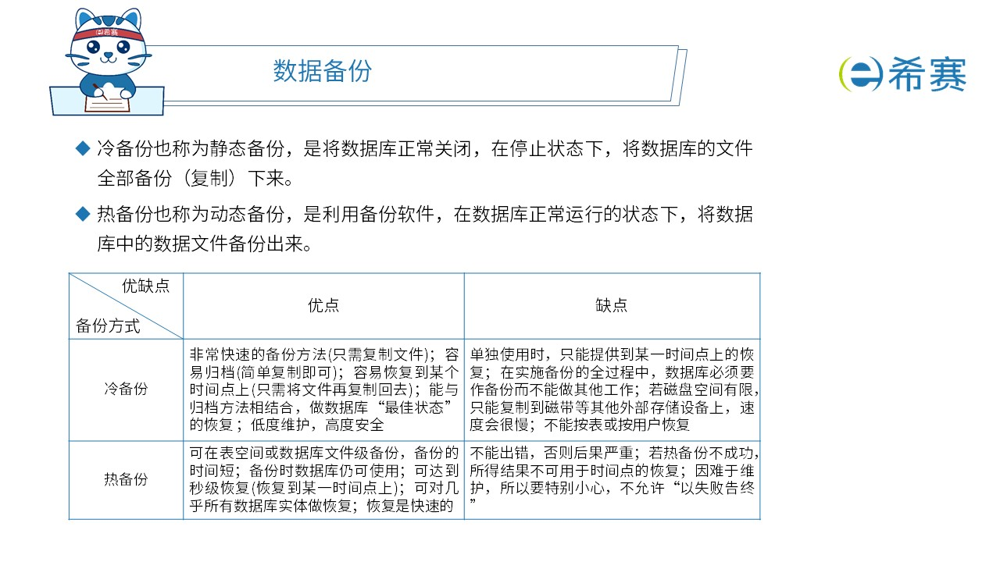 希赛
数据备份
希赛
冷备份也称为静态备份，是将数据库正常关闭，在停止状态下，将数据库的文件
全部备份（复制）下来。
热备份也称为动态备份，是利用备份软件，在数据库正常运行的状态下，将数据
库中的数据文件备份出来。
优缺点
备份方式
优点
缺点
冷备份
非常快速的备份方法(只需复制文件)；容
易归档(简单复制即可)；容易恢复到某个
时间点上(只需将文件再复制回去)；能与
归档方法相结合，做数据库“最佳状态”
的恢复；低度维护，高度安全
单独使用时，只能提供到某一时间点上的恢
复；在实施备份的全过程中，数据库必须要
作备份而不能做其他工作；若磁盘空间有限，
只能复制到磁带等其他外部存储设备上，速
度会很慢；不能按表或按用户恢复
热备份
可在表空间或数据库文件级备份，备份的
时间短；备份时数据库仍可使用；可达到
秒级恢复(恢复到某一时间点上)；可对几
乎所有数据库实体做恢复；恢复是快速的
不能出错，否则后果严重；若热备份不成功，
所得结果不可用于时间点的恢复；因难于维
护，所以要特别小心，不允许“以失败告终
”